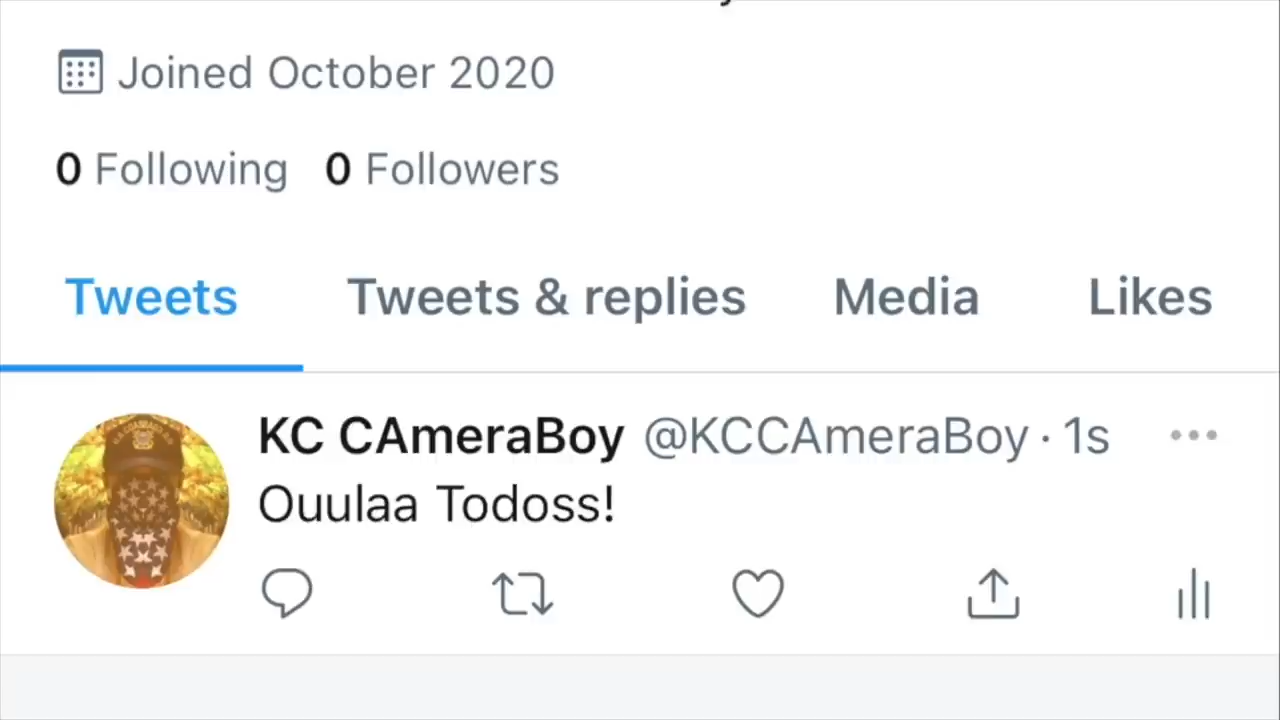 Joined October 2020
0 Following 0 Followers
Tweets Tweets & replies Media Likes
KC CAmeraBoy @KCCAmeraBoy · 1s
Ouulaa Todoss!